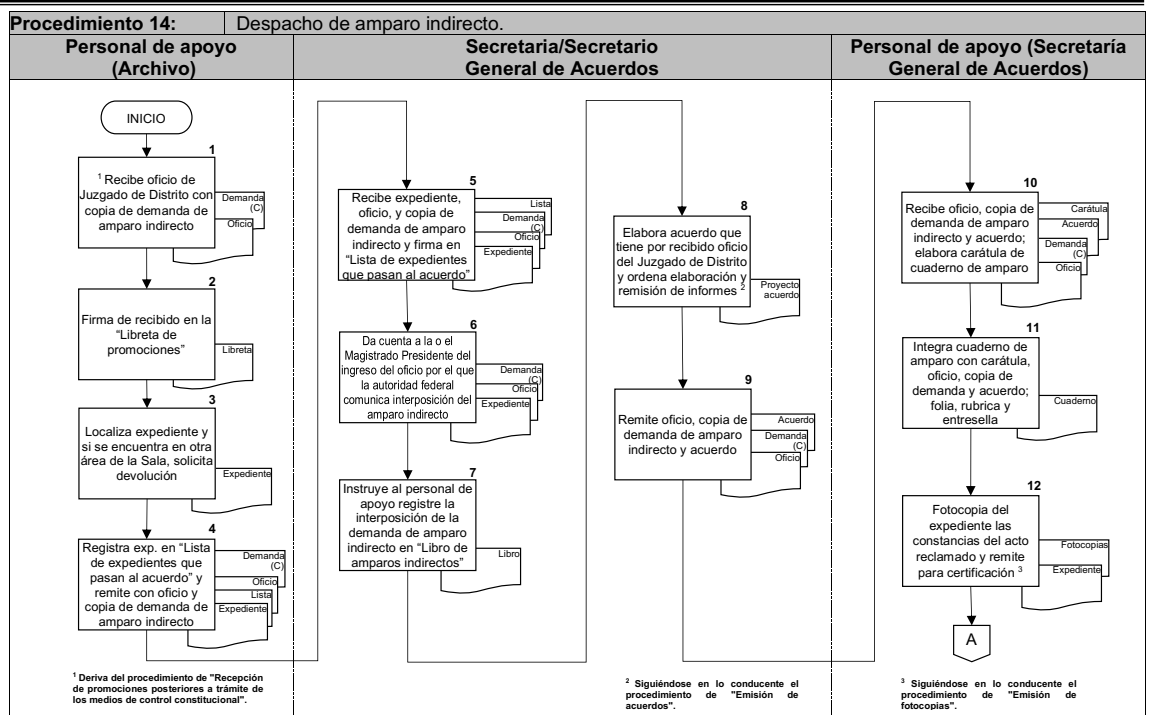 Procedimiento 14: Despacho de amparo indirecto.
Personal de apoyo
(Archivo)
Secretaria/Secretario
General de Acuerdos
Personal de apoyo (Secretaría
General de Acuerdos)
INICIO
1
1 Recibe oficio de
Juzgado de Distrito con
copia de demanda de
amparo indirecto
Demanda
(C)
Oficio
2
Firma de recibido en la
“Libreta de
promociones”
Libreta
3
Localiza expediente y
si se encuentra en otra
área de la Sala, solicita
devolución
Expediente
4
Registra exp. en “Lista
de expedientes que
pasan al acuerdo” y
remite con oficio y
copia de demanda de
amparo indirecto
Demanda
(C)
Oficio
Lista
Expediente
1 Deriva del procedimiento de "Recepción
de promociones posteriores a trámite de
los medios de control constitucional".
5
Recibe expediente,
oficio, y copia de
demanda de amparo
indirecto y firma en
“Lista de expedientes
que pasan al acuerdo”
Lista
Demanda
(C)
Oficio
Expediente
6
Da cuenta a la o el
Magistrado Presidente del
ingreso del oficio por el que
la autoridad federal
comunica interposición del
amparo indirecto
Demanda
(C)
Oficio
Expediente
7
Instruye al personal de
apoyo registre la
interposición de la
demanda de amparo
indirecto en “Libro de
amparos indirectos”
Libro
8
Elabora acuerdo que
tiene por recibido oficio
del Juzgado de Distrito
y ordena elaboración y
remisión de informes 2
Proyecto
acuerdo
9
Remite oficio, copia de
demanda de amparo
indirecto y acuerdo
Acuerdo
Demanda
(C)
Oficio
2 Siguiéndose en lo conducente el
procedimiento de "Emisión de
acuerdos".
10
Recibe oficio, copia de
demanda de amparo
indirecto y acuerdo;
elabora carátula de
cuaderno de amparo
Carátula
Acuerdo
Demanda
(C)
Oficio
11
Integra cuaderno de
amparo con carátula,
oficio, copia de
demanda y acuerdo;
folia, rubrica y
entresella
Cuaderno
12
Fotocopia del
expediente las
constancias del acto
reclamado y remite
para certificación 3
Fotocopias
Expediente
A
3 Siguiéndose en lo conducente el
procedimiento de "Emisión de
fotocopias".